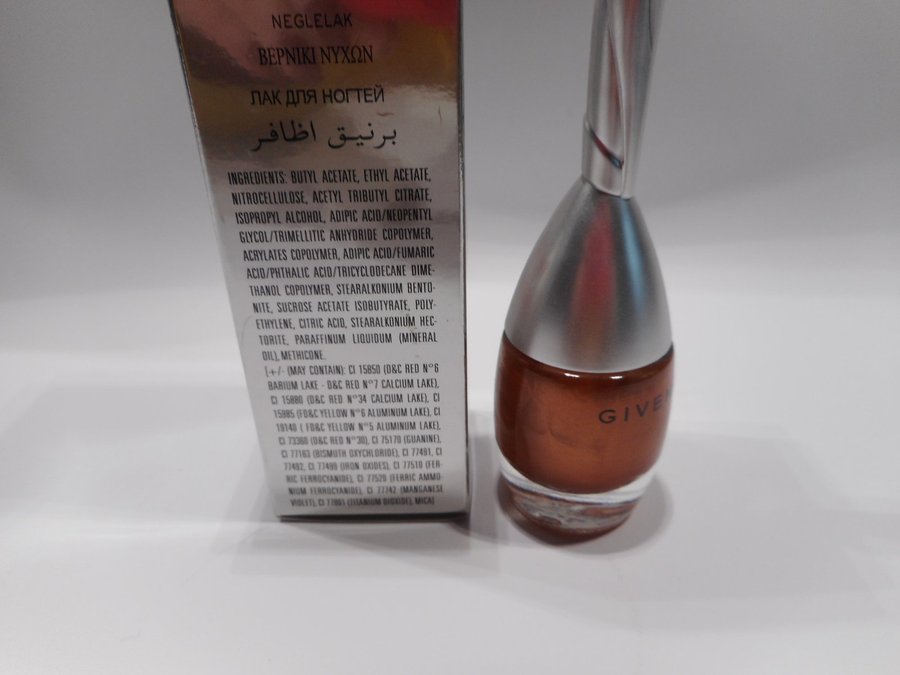 NEGLELAK
ΒΕΡΝΙΚΙ ΝΥΧΩΝ
ЛАК ДЛЯ НОГТЕЙ
برنيق اظافر
INGREDIENTS: BUTYL ACETATE, ETHYL ACETATE,
NITROCELLULOSE, ACETYL TRIBUTYL CITRATE,
ISOPROPYL ALCOHOL, ADIPIC ACID/NEOPENTYL
GLYCOL/TRIMELLITIC ANHYDRIDE COPOLYMER,
ACRYLATES COPOLYMER, ADIPIC ACID/FUMARIC
ACID/PHTHALIC ACID/TRICYCLODECANE DIME-
THANOL COPOLYMER, STEARALKONIUM BENTO-
NITE, SUCROSE ACETATE ISOBUTYRATE, POLY-
ETHYLENE, CITRIC ACID, STEARALKONIUM HEC-
TORITE, PARAFFINUM LIQUIDUM (MINERAL
OIL), METHICONE.
[+/- (MAY CONTAIN): CI 15850 (D&C RED N°6
BARIUM LAKE - D&C RED N°7 CALCIUM LAKE),
CI 15880 (D&C RED N°34 CALCIUM LAKE), CI
15985 (FD&C YELLOW N°6 ALUMINUM LAKE), CI
19140 ( FD&C YELLOW N°5 ALUMINUM LAKE),
CI 73360 (D&C RED N°30), CI 75170 (GUANINE),
CI 77163 (BISMUTH OXYCHLORIDE), CI 77491, CI
77492, CI 77499 (IRON OXIDES), CI 77510 (FER-
RIC FERROCYANIDE), CI 77520 (FERRIC AMMO-
NIUM FERROCYANIDE), CI 77742 (MANGANESE
VIOLET), CI 77891 (TITANIUM DIOXIDE), MICA]
GIVEN